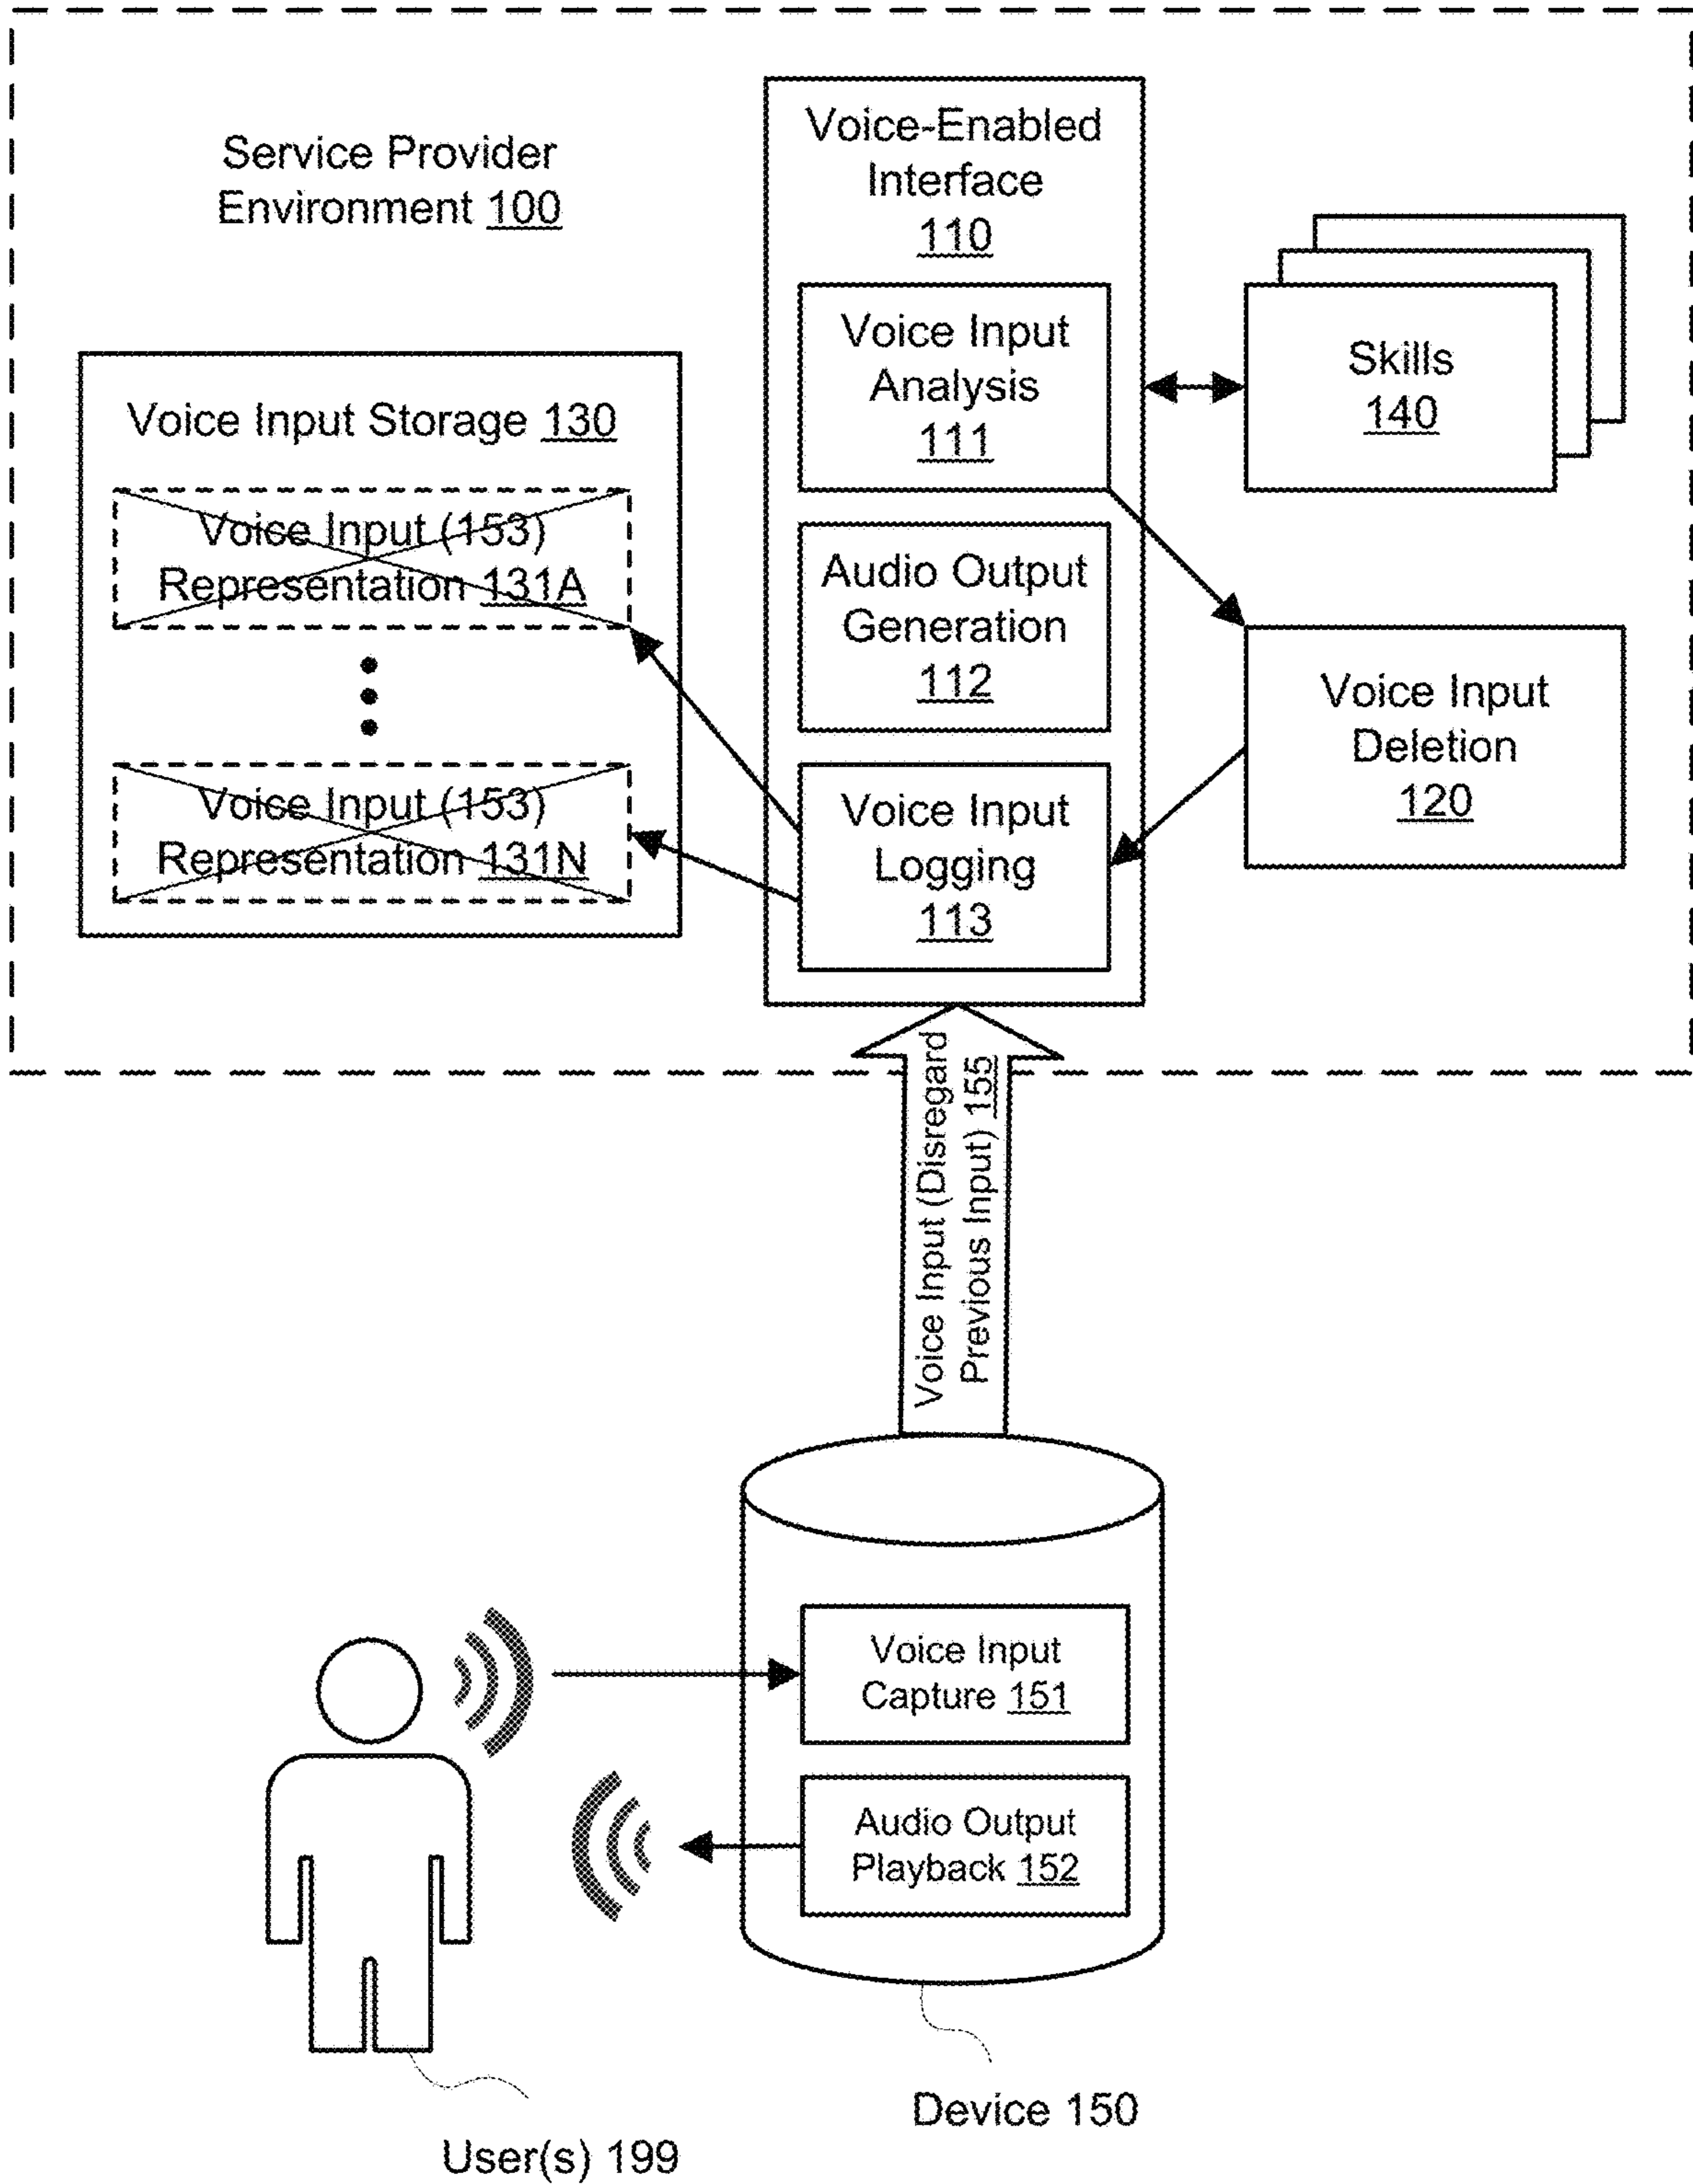 Service Provider
Environment 100
Voice-Enabled
Interface
110
Voice Input
Analysis
111
Skills
140
Voice Input Storage 130
Voice Input (153)
Representation 131A
Audio Output
Generation
112
Voice Input
Deletion
120
Voice Input (153)
Representation 131N
Voice Input
Logging
113
Voice Input (Disregard
Previous Input) 155
Voice Input
Capture 151
Audio Output
Playback 152
Device 150
User(s) 199